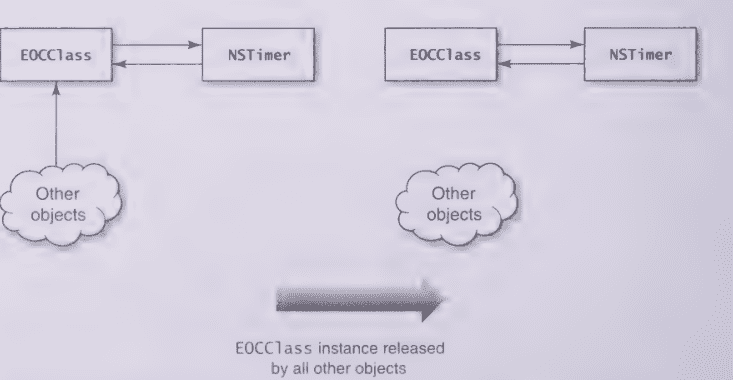 EOCClass
NSTimer
EOCClass
NSTimer
Other
objects
Other
objects
EOCClass instance released
by all other objects